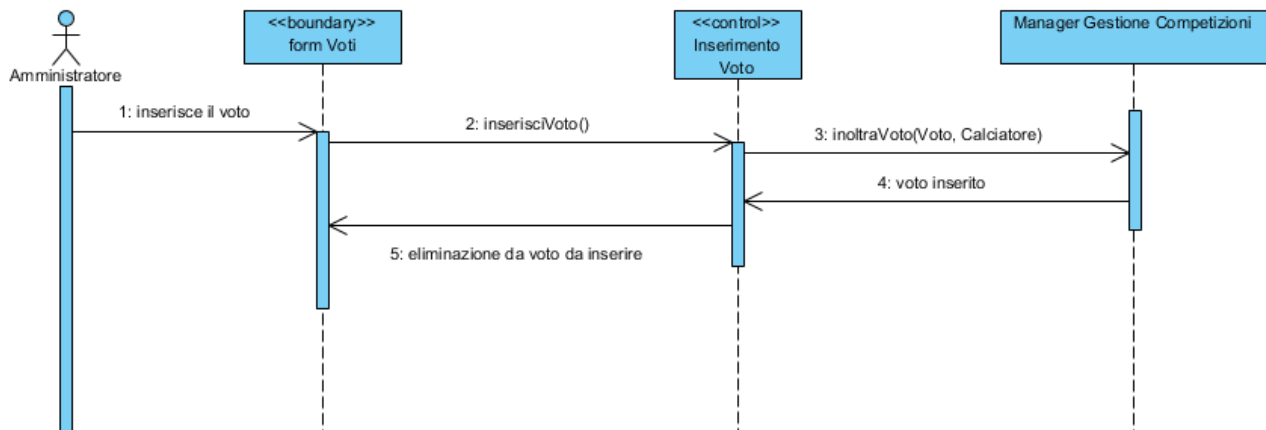 Amministratore
<<boundary>>
form Voti
<<control>>
Inserimento
Voto
Manager Gestione Competizioni
1: inserisce il voto
2: inserisciVoto()
3: inoltraVoto(Voto, Calciatore)
4: voto inserito
5: eliminazione da voto da inserire